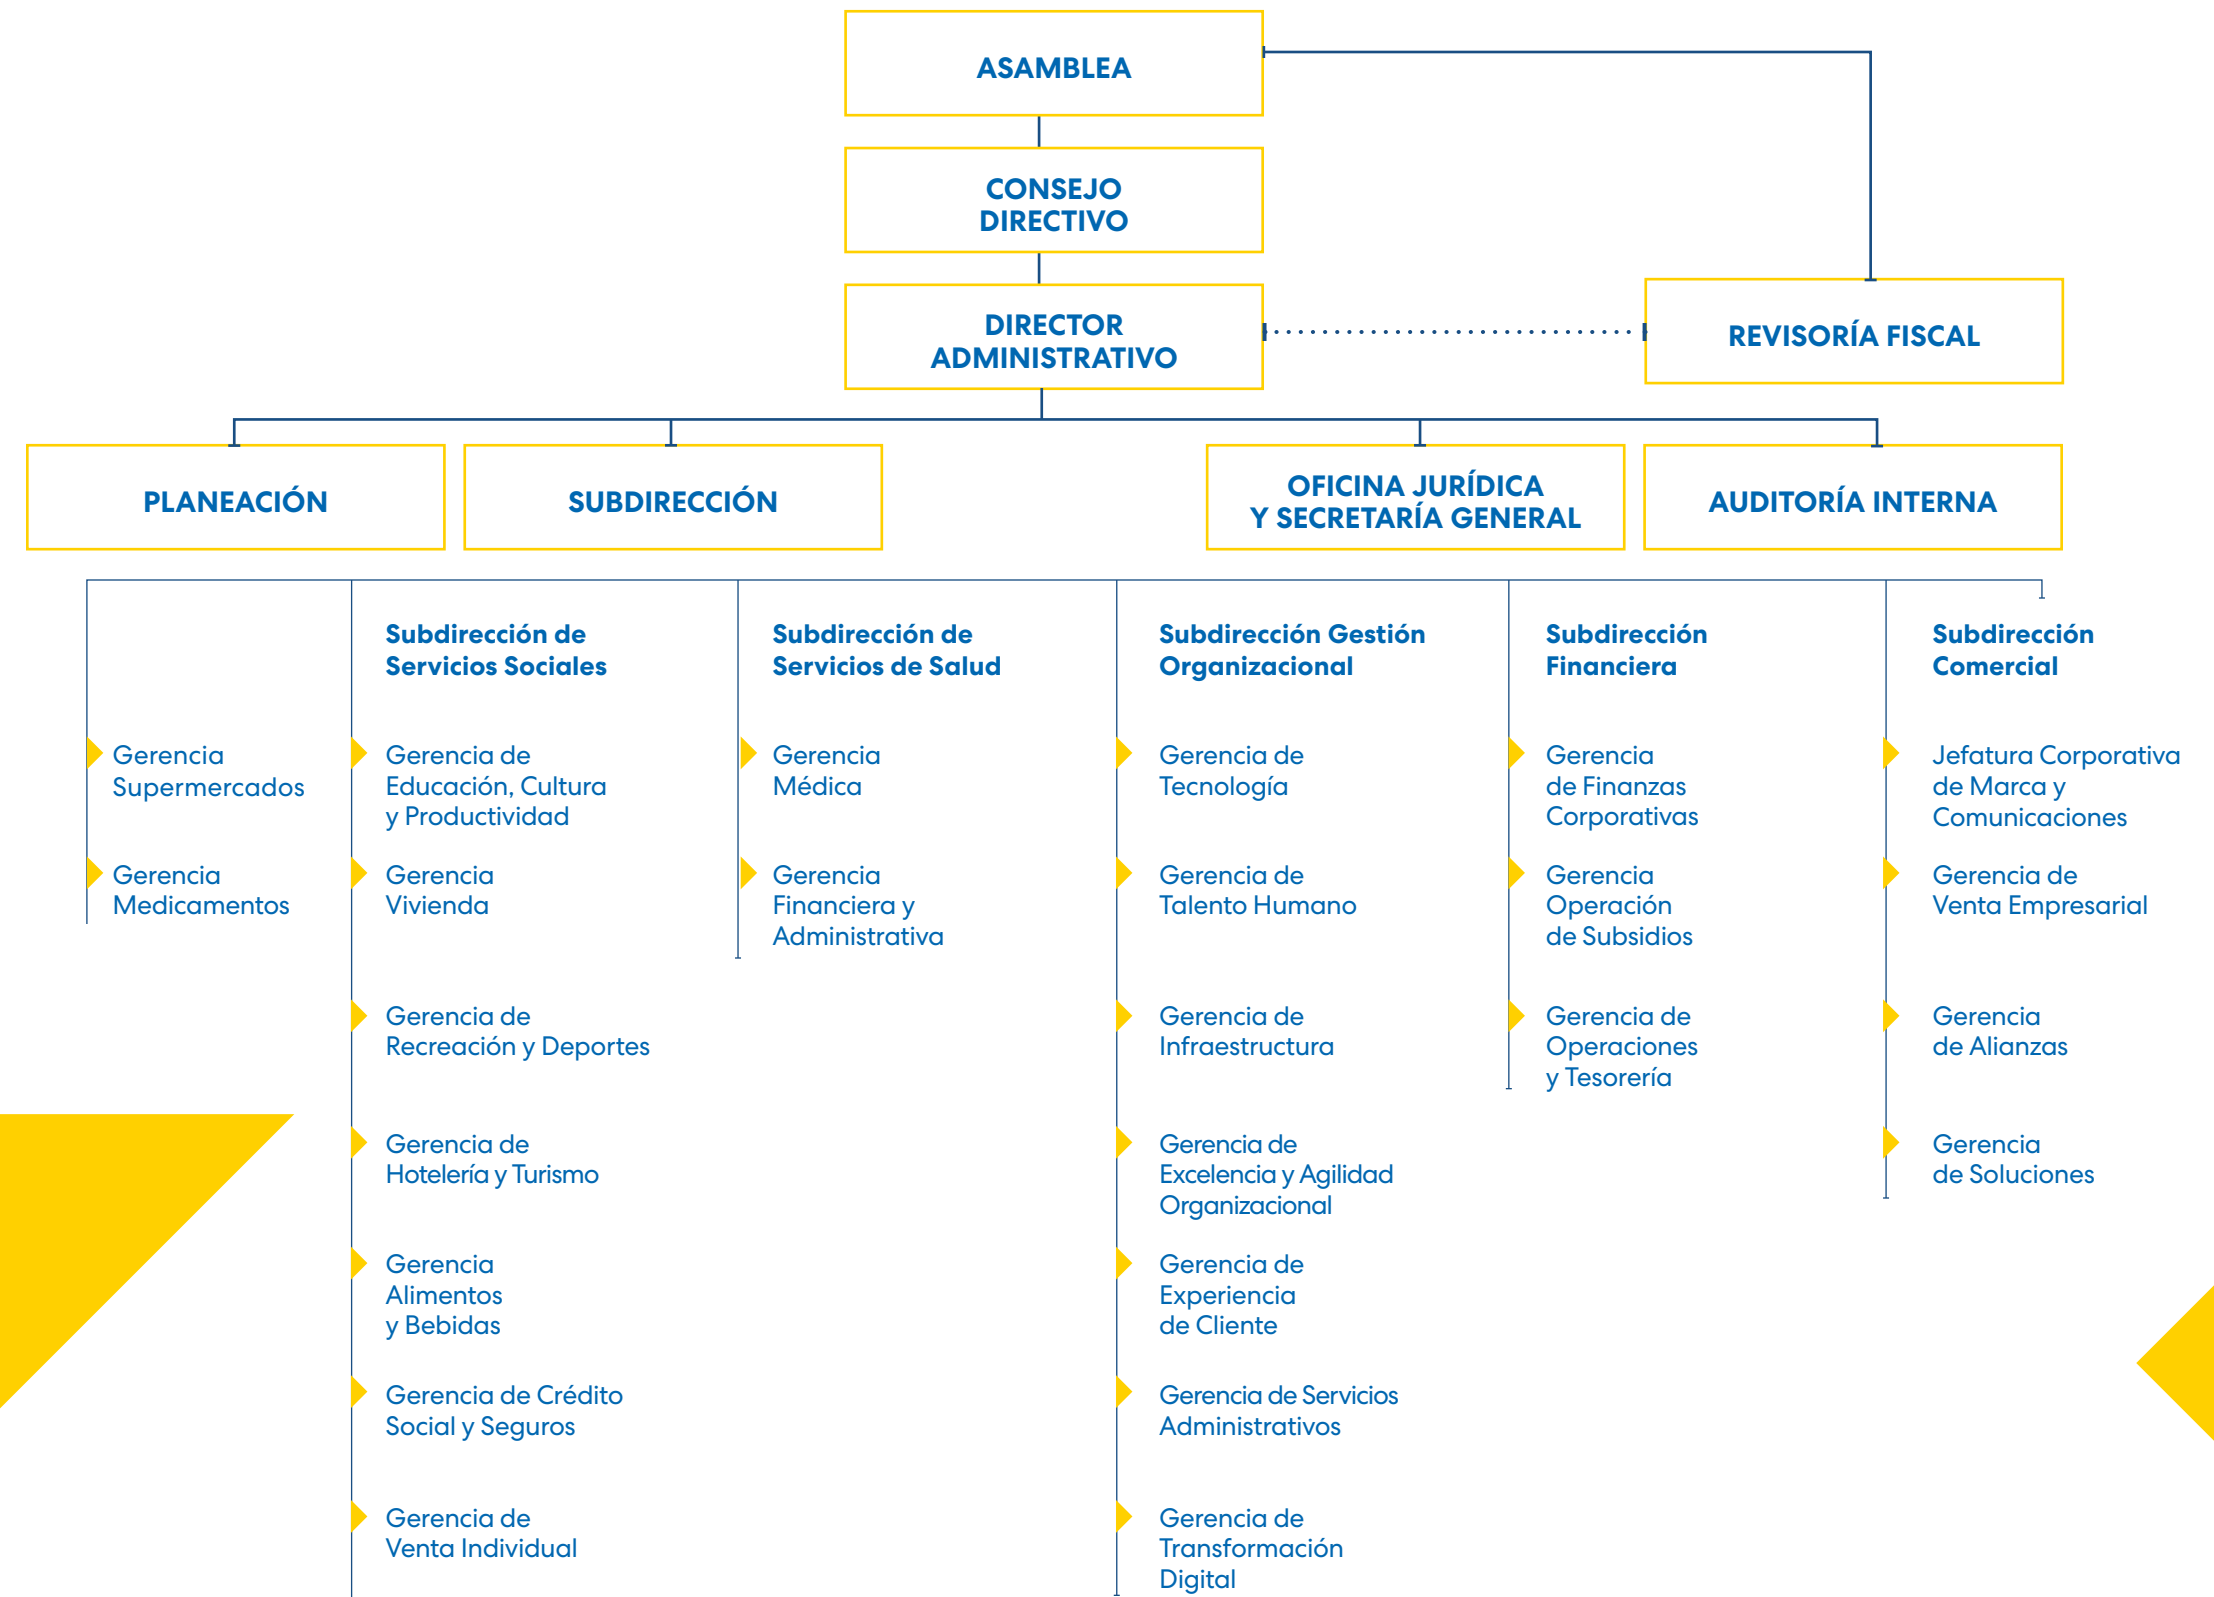 ASAMBLEA
CONSEJO
DIRECTIVO
DIRECTOR
ADMINISTRATIVO
REVISORÍA FISCAL
PLANEACIÓN
SUBDIRECCIÓN
OFICINA JURÍDICA
Y SECRETARÍA GENERAL
AUDITORÍA INTERNA
Gerencia
Supermercados
Gerencia
Medicamentos
Subdirección de
Servicios Sociales
Gerencia de
Educación, Cultura
y Productividad
Gerencia
Vivienda
Gerencia de
Recreación y Deportes
Gerencia de
Hotelería y Turismo
Gerencia
Alimentos
y Bebidas
Gerencia de Crédito
Social y Seguros
Gerencia de
Venta Individual
Subdirección de
Servicios de Salud
Gerencia
Médica
Gerencia
Financiera y
Administrativa
Subdirección Gestión
Organizacional
Gerencia de
Tecnología
Gerencia de
Talento Humano
Gerencia de
Infraestructura
Gerencia de
Excelencia y Agilidad
Organizacional
Gerencia de
Experiencia
de Cliente
Gerencia de Servicios
Administrativos
Gerencia de
Transformación
Digital
Subdirección
Financiera
Gerencia
de Finanzas
Corporativas
Gerencia
Operación
de Subsidios
Gerencia de
Operaciones
y Tesorería
Subdirección
Comercial
Jefatura Corporativa
de Marca y
Comunicaciones
Gerencia de
Venta Empresarial
Gerencia
de Alianzas
Gerencia
de Soluciones